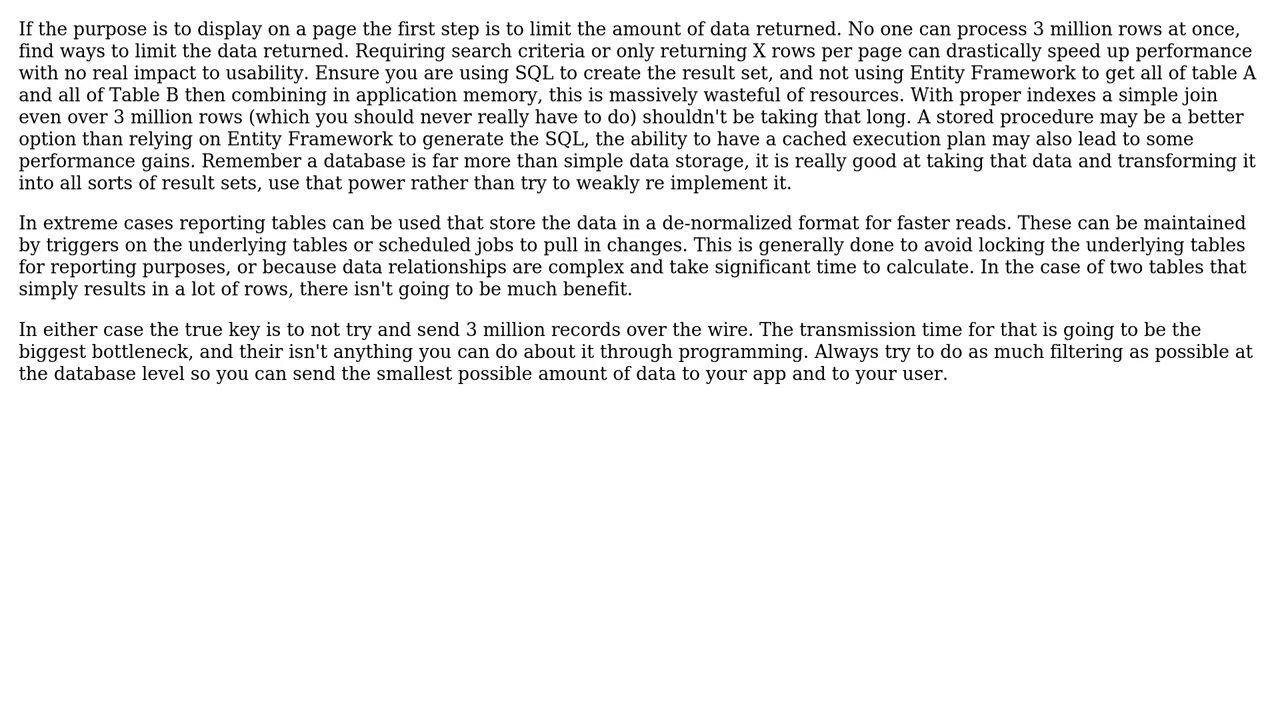 If the purpose is to display on a page the first step is to limit the amount of data returned. No one can process 3 million rows at once,
find ways to limit the data returned. Requiring search criteria or only returning X rows per page can drastically speed up performance
with no real impact to usability. Ensure you are using SQL to create the result set, and not using Entity Framework to get all of table A
and all of Table B then combining in application memory, this is massively wasteful of resources. With proper indexes a simple join
even over 3 million rows (which you should never really have to do) shouldn't be taking that long. A stored procedure may be a better
option than relying on Entity Framework to generate the SQL, the ability to have a cached execution plan may also lead to some
performance gains. Remember a database is far more than simple data storage, it is really good at taking that data and transforming it
into all sorts of result sets, use that power rather than try to weakly re implement it.
In extreme cases reporting tables can be used that store the data in a de-normalized format for faster reads. These can be maintained
by triggers on the underlying tables or scheduled jobs to pull in changes. This is generally done to avoid locking the underlying tables
for reporting purposes, or because data relationships are complex and take significant time to calculate. In the case of two tables that
simply results in a lot of rows, there isn't going to be much benefit.
In either case the true key is to not try and send 3 million records over the wire. The transmission time for that is going to be the
biggest bottleneck, and their isn't anything you can do about it through programming. Always try to do as much filtering as possible at
the database level so you can send the smallest possible amount of data to your app and to your user.